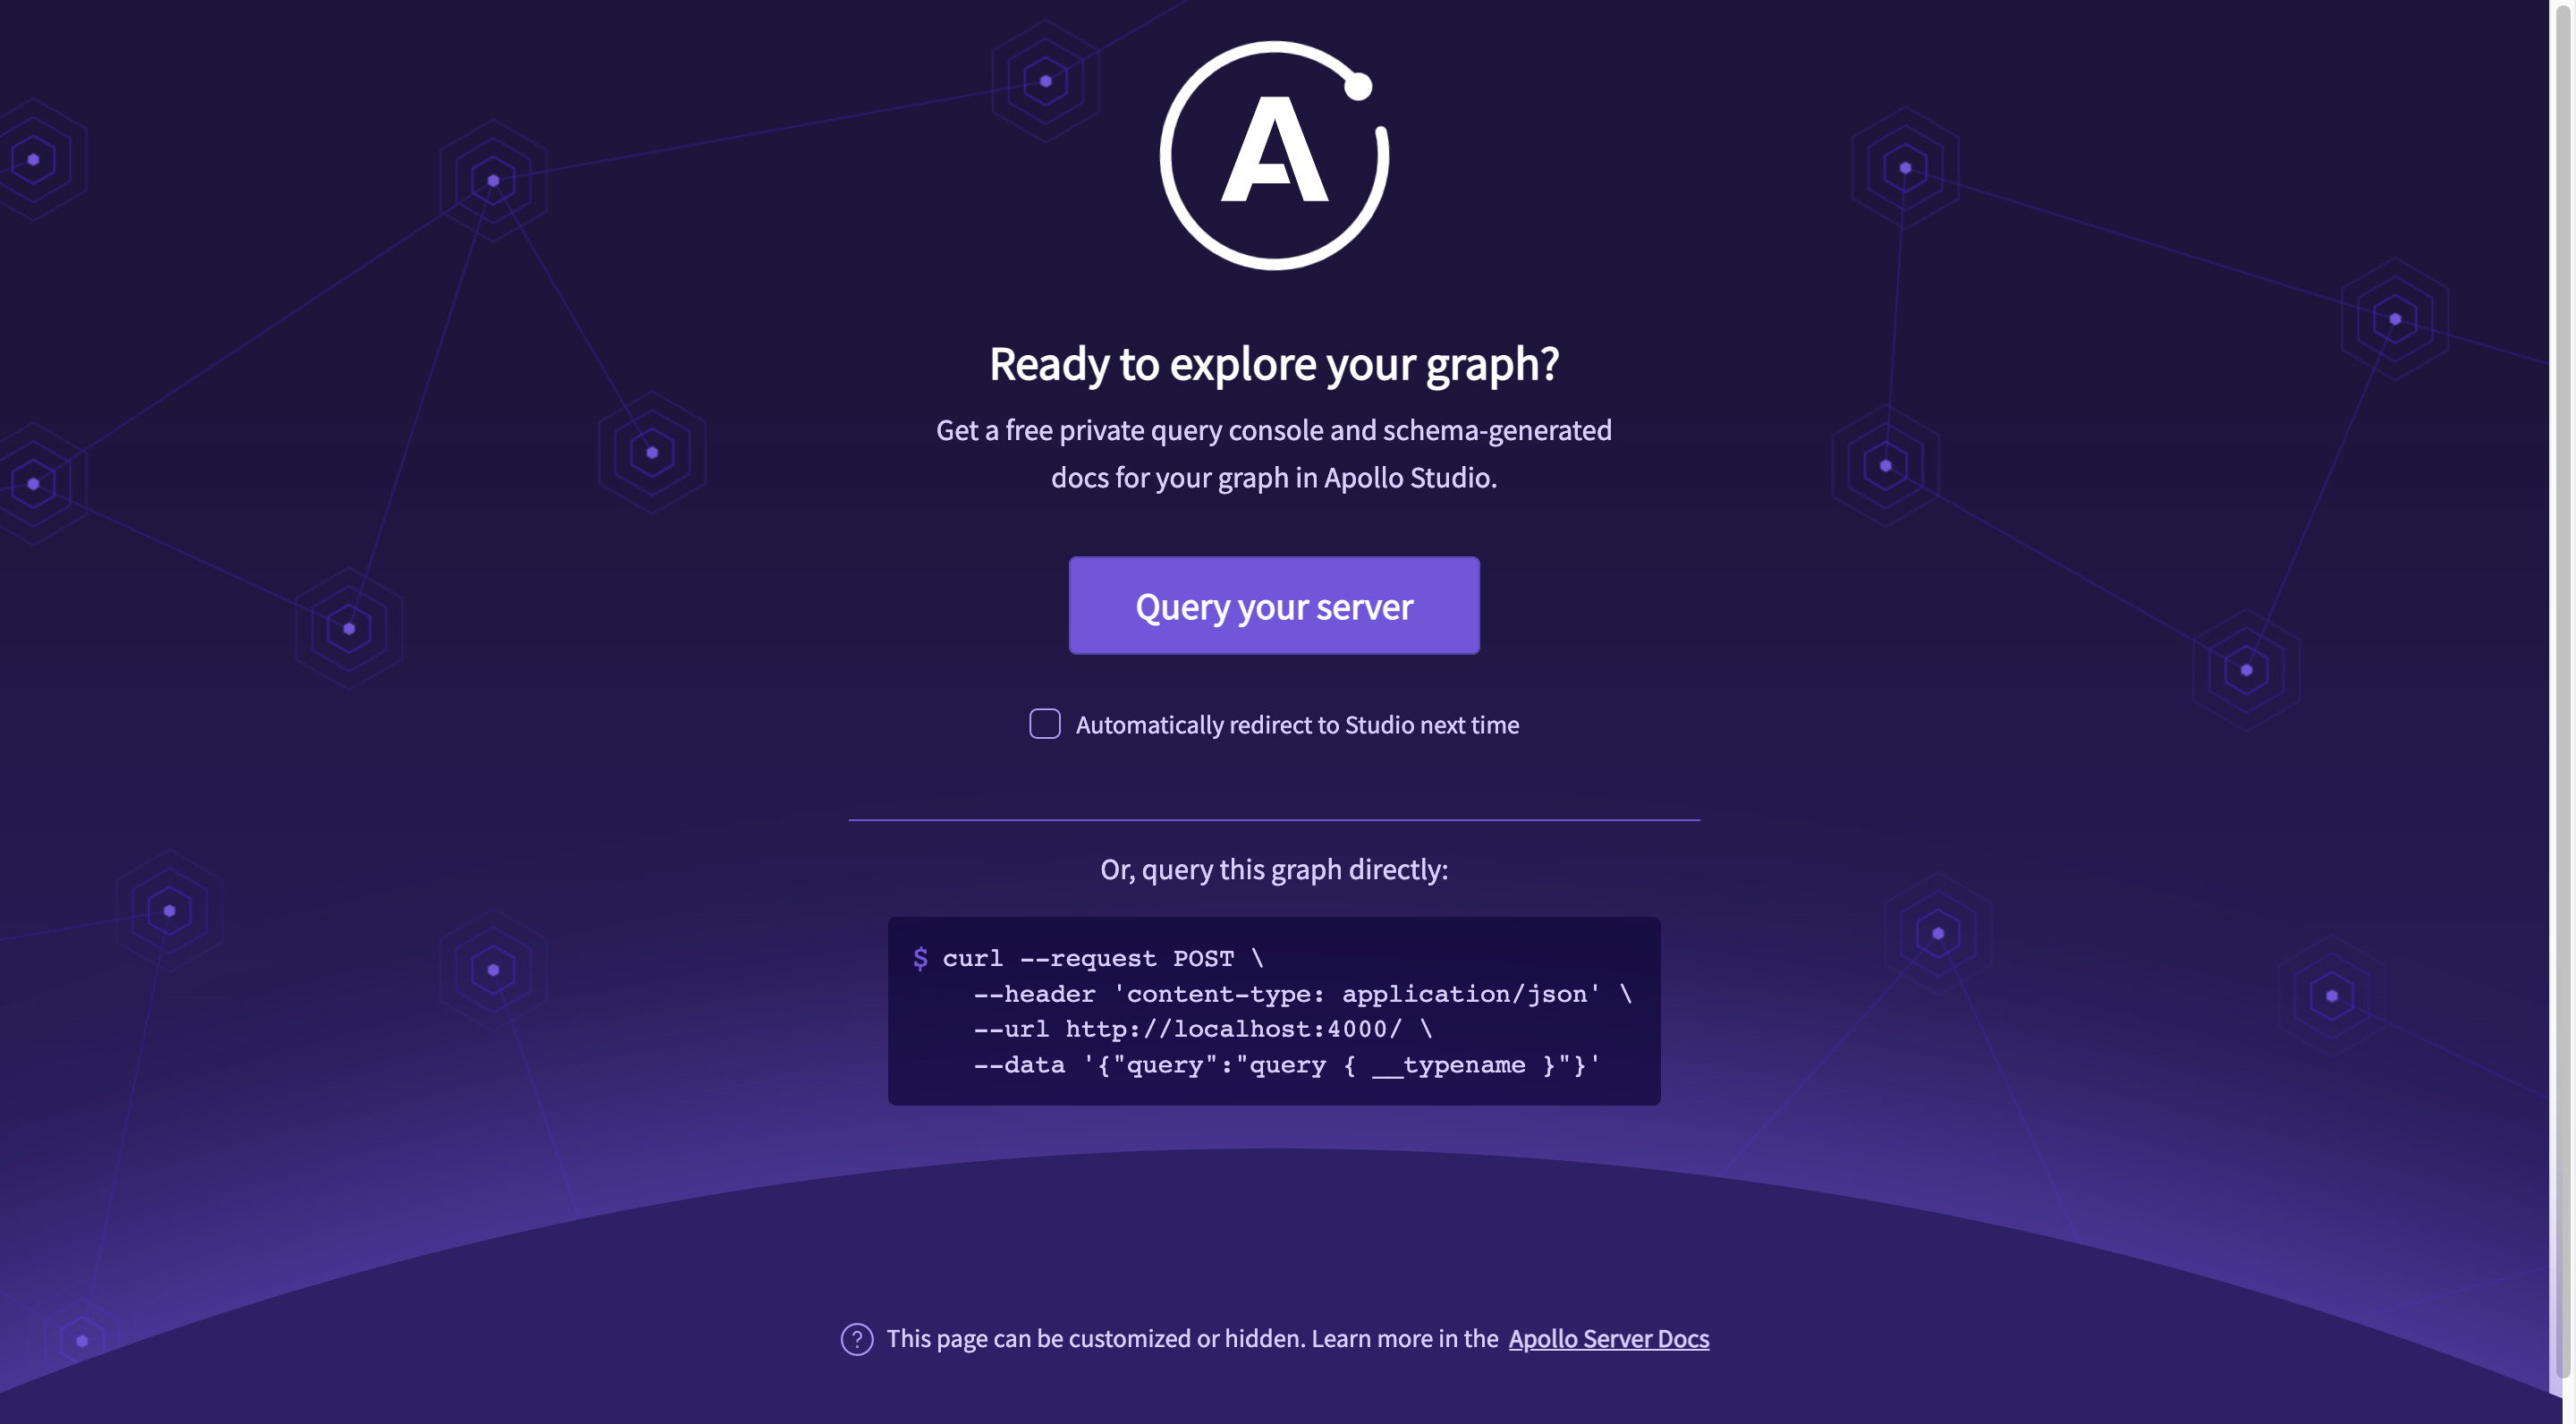 A
Ready to explore your graph?
Get a free private query console and schema-generated
docs for your graph in Apollo Studio.
Query your server
Automatically redirect to Studio next time
Or, query this graph directly:
$ curl --request POST \
--header 'content-type: application/json' \
--url http://localhost:4000/ \
--data '{"query":"query { __typename }"}'
? This page can be customized or hidden. Learn more in the Apollo Server Docs